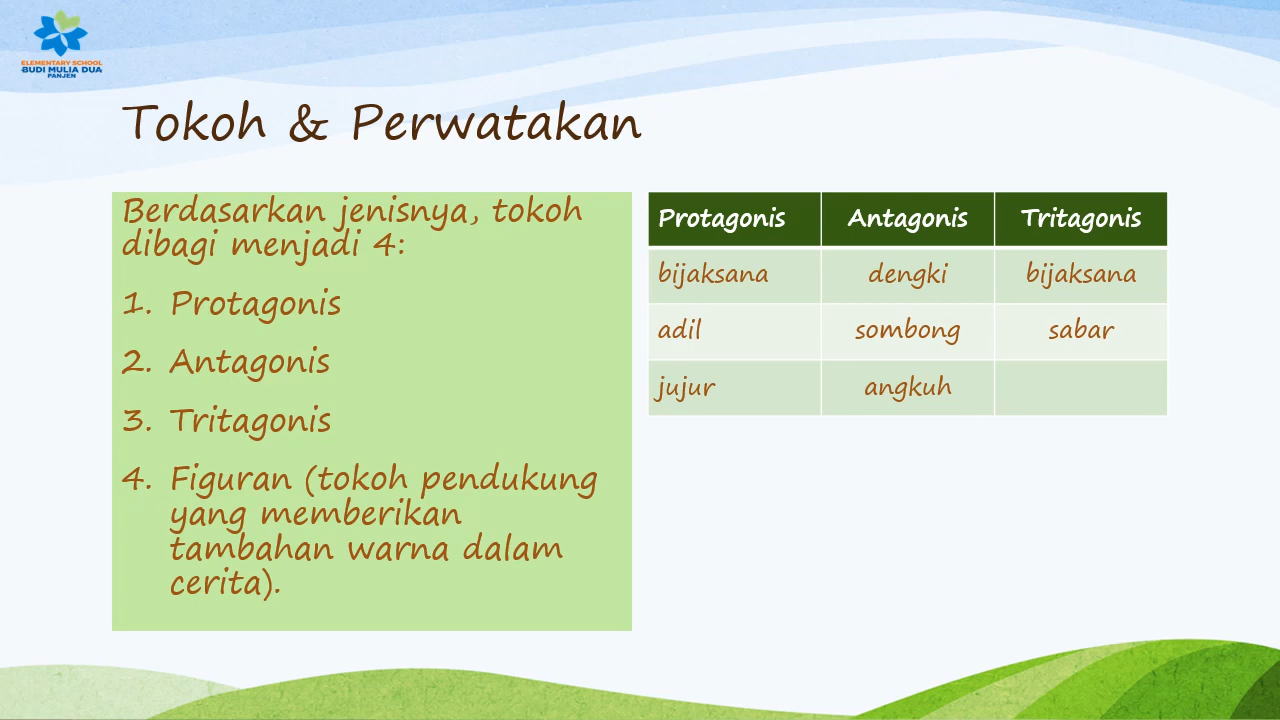 ELEMENTARY SCHOOL
BUDI MULIA DUA
PANJEN
Tokoh & Perwatakan
Berdasarkan jenisnya, tokoh
dibagi menjadi 4:
1. Protagonis
2. Antagonis
3. Tritagonis
4. Figuran (tokoh pendukung
yang memberikan
tambahan warna dalam
cerita).
Protagonis Antagonis Tritagonis
bijaksana dengki bijaksana
adil sombong sabar
jujur angkuh